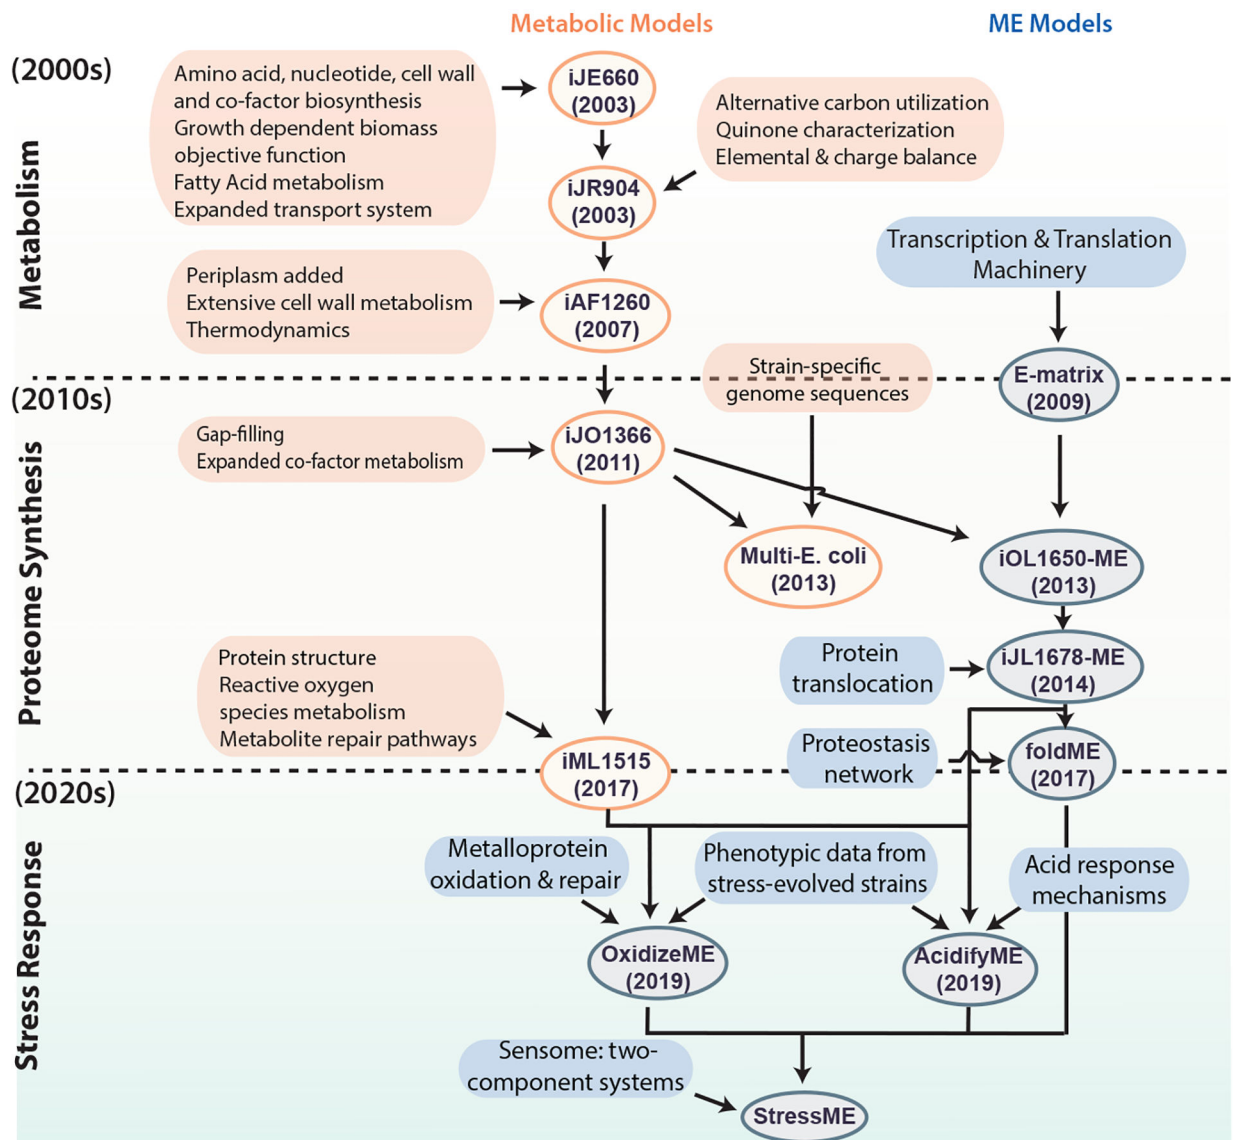 Metabolic Models
ME Models
(2000s)
Metabolism
Amino acid, nucleotide, cell wall
and co-factor biosynthesis
Growth dependent biomass
objective function
Fatty Acid metabolism
Expanded transport system
iJE660
(2003)
Alternative carbon utilization
Quinone characterization
Elemental & charge balance
iJR904
(2003)
Transcription & Translation
Machinery
Periplasm added
Extensive cell wall metabolism
Thermodynamics
iAF1260
(2007)
Strain-specific
genome sequences
E-matrix
(2009)
(2010s)
Proteome Synthesis
Gap-filling
Expanded co-factor metabolism
iJO1366
(2011)
Multi-E. coli
(2013)
iOL1650-ME
(2013)
Protein
translocation
iJL1678-ME
(2014)
Protein structure
Reactive oxygen
species metabolism
Metabolite repair pathways
Proteostasis
network
foldME
(2017)
iML1515
(2017)
(2020s)
Stress Response
Metalloprotein
oxidation & repair
Phenotypic data from
stress-evolved strains
Acid response
mechanisms
OxidizeME
(2019)
AcidifyME
(2019)
Sensome: two-
component systems
StressME